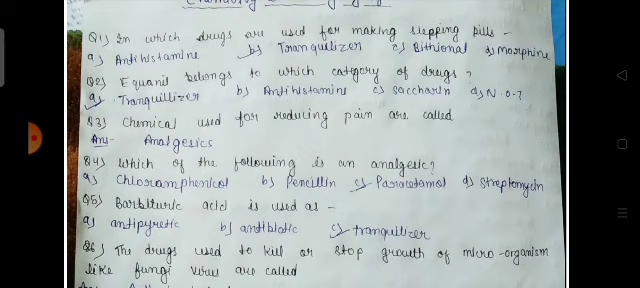 Q1) In which drugs are used for making sleeping pills -
a) Antihistamine b) Tranquilizer c) Bithional d) Morphine
Q2) Equanil belongs to which category of drugs?
a) Tranquillizer b) Antihistamine c) saccharin d) N.O.T
Q3) Chemical used for reducing pain are called
Ans- Analgesics
Q4) Which of the following is an analgesic?
a) Chloramphenicol b) Pencillin c) Paracetamol d) Streptomycin
Q5) Barbituric acid is used as -
a) antipyretic b) antibiotic c) tranquilizer
Q6) The drugs used to kill or stop growth of micro-organism
like fungi virus are called